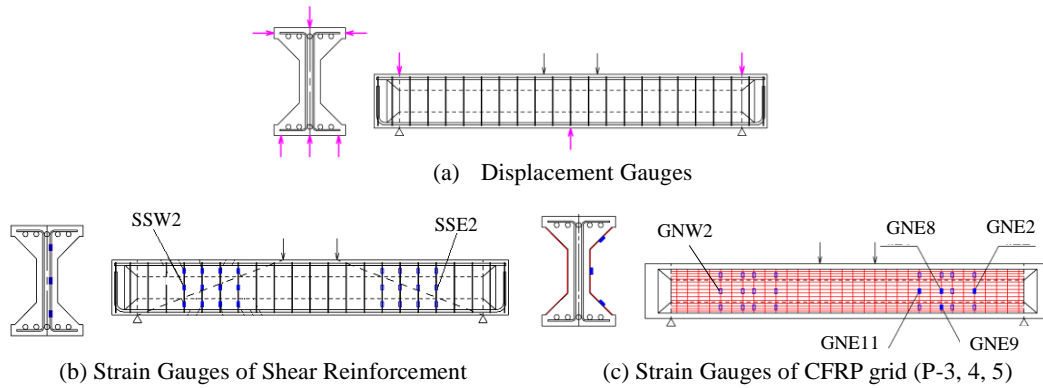 (a) Displacement Gauges
SSW2
SSE2
(b) Strain Gauges of Shear Reinforcement
GNW2
GNE8
GNE2
GNE11
GNE9
(c) Strain Gauges of CFRP grid (P-3, 4, 5)